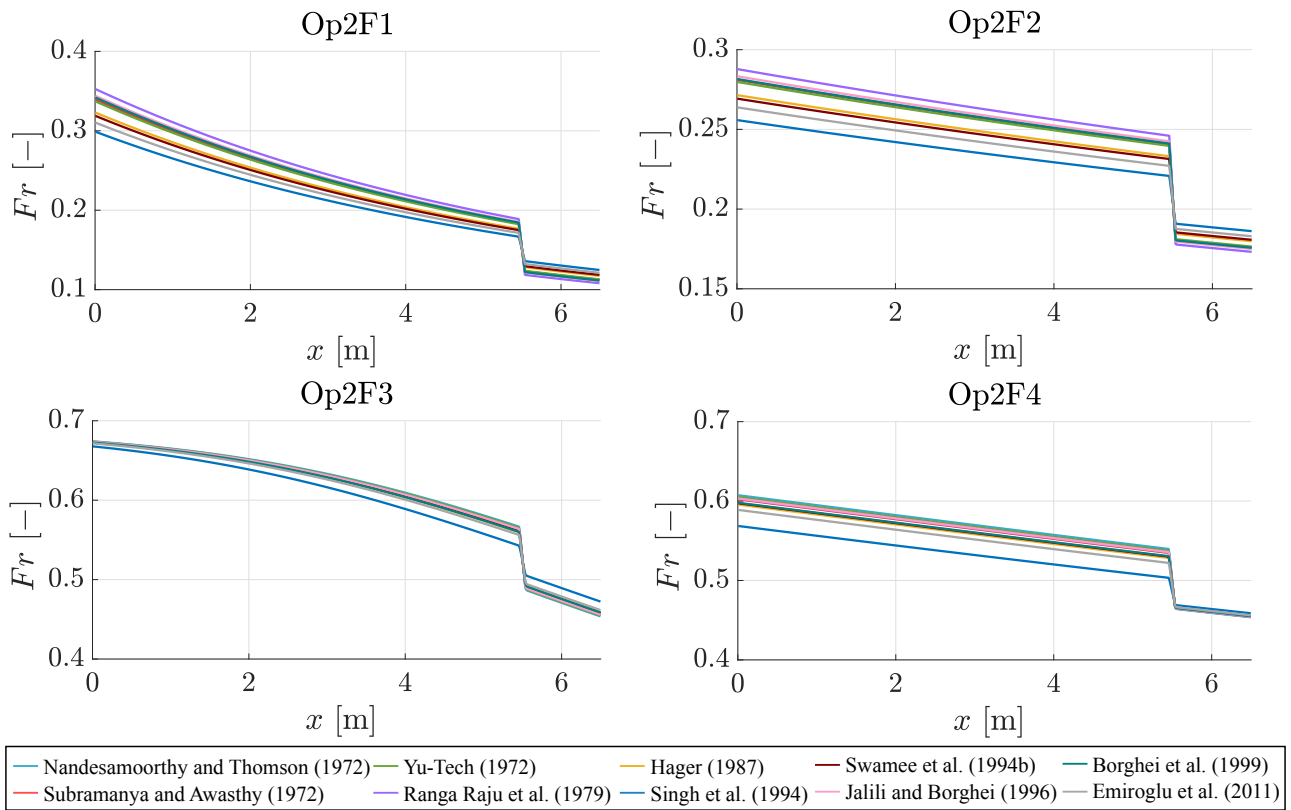 Op2F1
0.4
0.3
0.2
0.1
Fr [−]
0 2 4 6
x [m]
Op2F2
0.3
0.25
0.2
0.15
Fr [−]
0 2 4 6
x [m]
Op2F3
0.7
0.6
0.5
0.4
Fr [−]
0 2 4 6
x [m]
Op2F4
0.7
0.6
0.5
0.4
Fr [−]
0 2 4 6
x [m]
Nandesamoorthy and Thomson (1972) Yu-Tech (1972) Hager (1987) Swamee et al. (1994b) Borghei et al. (1999)
Subramanya and Awasthy (1972) Ranga Raju et al. (1979) Singh et al. (1994) Jalili and Borghei (1996) Emiroglu et al. (2011)